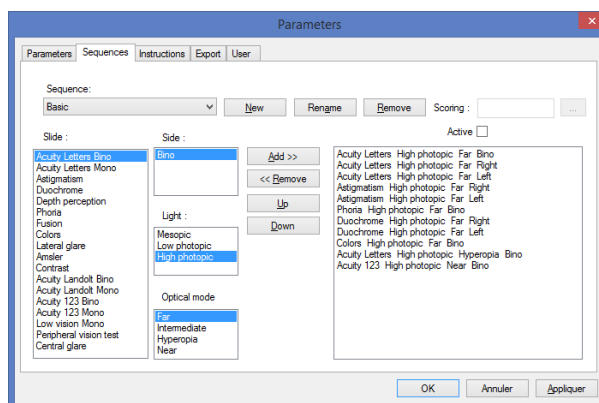 Parameters
Parameters Sequences Instructions Export User
Sequence:
Basic New Rename Remove Scoring : ...
Active
Slide : Side :
Acuity Letters Bino
Acuity Letters Mono
Astigmatism
Duochrome
Depth perception
Phoria
Fusion
Colors
Lateral glare
Amsler
Contrast
Acuity Landolt Bino
Acuity Landolt Mono
Acuity 123 Bino
Acuity 123 Mono
Low vision Mono
Peripheral vision test
Central glare
Bino
Light :
Mesopic
Low photopic
High photopic
Optical mode
Far
Intermediate
Hyperopia
Near
Add >>
<< Remove
Up
Down
Acuity Letters High photopic Far Bino
Acuity Letters High photopic Far Right
Acuity Letters High photopic Far Left
Astigmatism High photopic Far Right
Astigmatism High photopic Far Left
Phoria High photopic Far Bino
Duochrome High photopic Far Right
Duochrome High photopic Far Left
Colors High photopic Far Bino
Acuity Letters High photopic Hyperopia Bino
Acuity 123 High photopic Near Bino
OK Annuler Appliquer